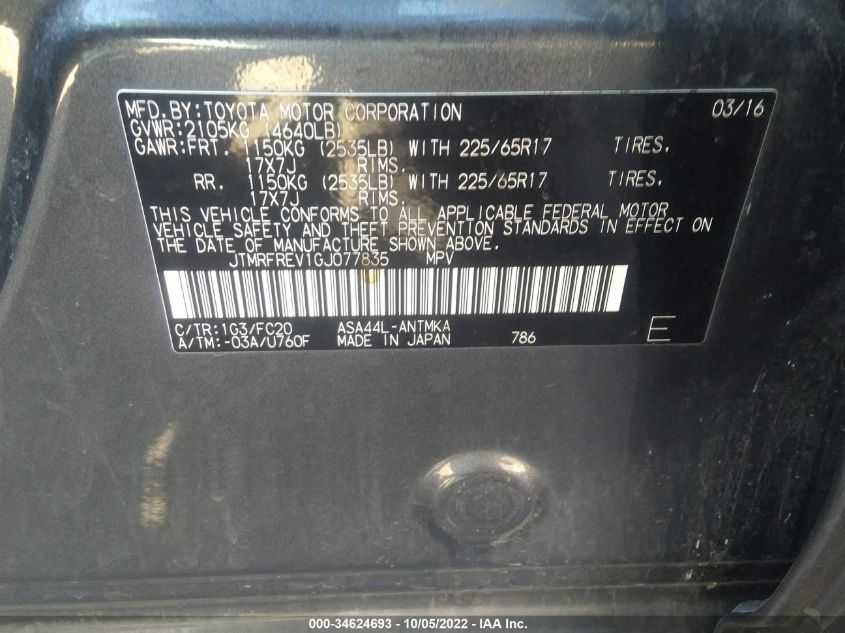 MFD.BY:TOYOTA MOTOR CORPORATION 03/16
GVWR:2105KG (4640LB)
GAWR:FRT. 1150KG (2535LB) WITH 225/65R17 TIRES.
17X7J RIMS.
RR. 1150KG (2535LB) WITH 225/65R17 TIRES.
17X7J RIMS.
THIS VEHICLE CONFORMS TO ALL APPLICABLE FEDERAL MOTOR
VEHICLE SAFETY AND THEFT PREVENTION STANDARDS IN EFFECT ON
THE DATE OF MANUFACTURE SHOWN ABOVE.
JTMRFREV1GJ077835 MPV
C/TR:1G3/FC20 ASA44L-ANTMKA
A/TM:-03A/U760F MADE IN JAPAN 786 E
000-34624693 - 10/05/2022 - © IAA Inc.